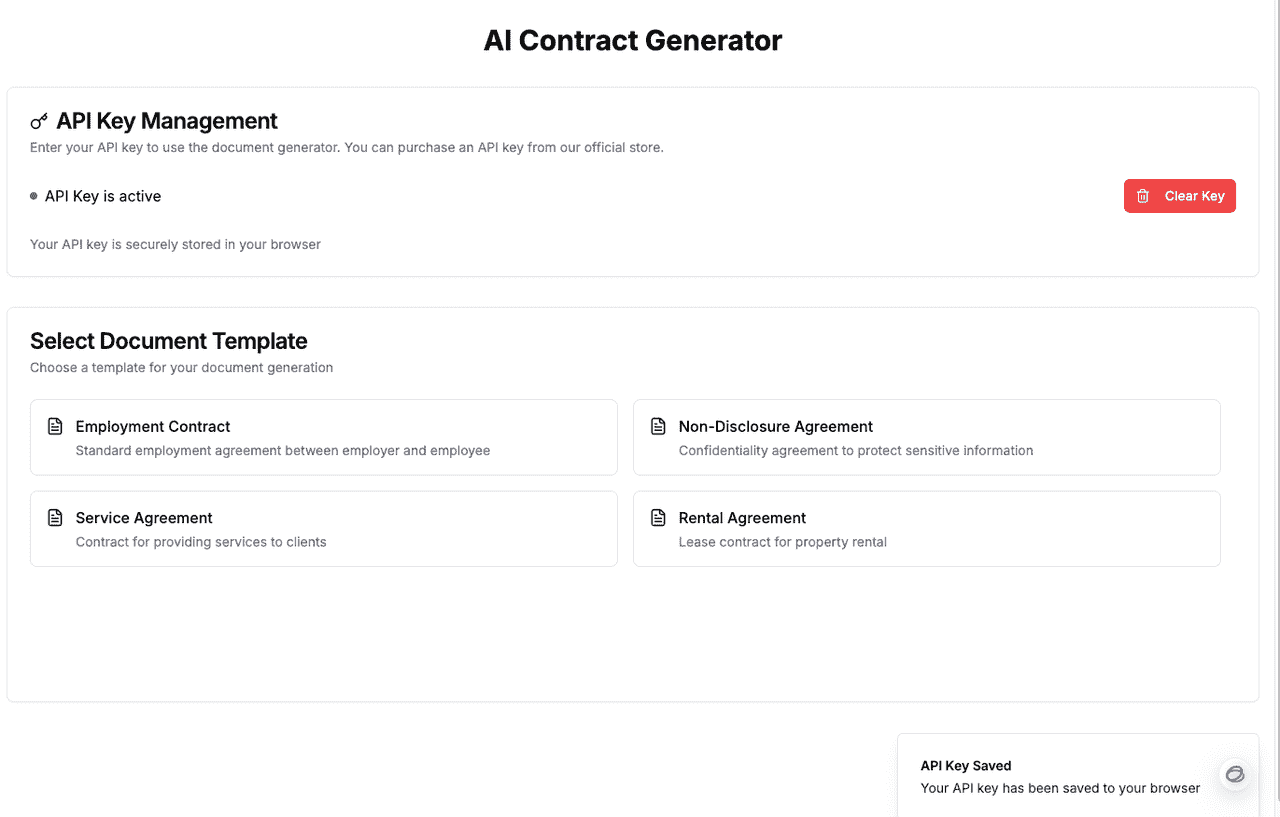 AI Contract Generator
API Key Management
Enter your API key to use the document generator. You can purchase an API key from our official store.
API Key is active
Clear Key
Your API key is securely stored in your browser
Select Document Template
Choose a template for your document generation
Employment Contract
Standard employment agreement between employer and employee
Non-Disclosure Agreement
Confidentiality agreement to protect sensitive information
Service Agreement
Contract for providing services to clients
Rental Agreement
Lease contract for property rental
API Key Saved
Your API key has been saved to your browser